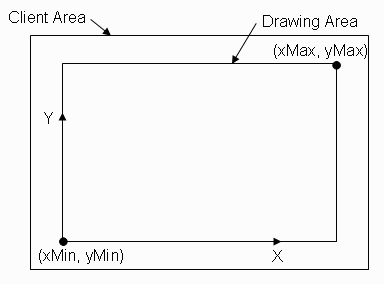 Client Area
Drawing Area
(xMax, yMax)
Y
(xMin, yMin)
X